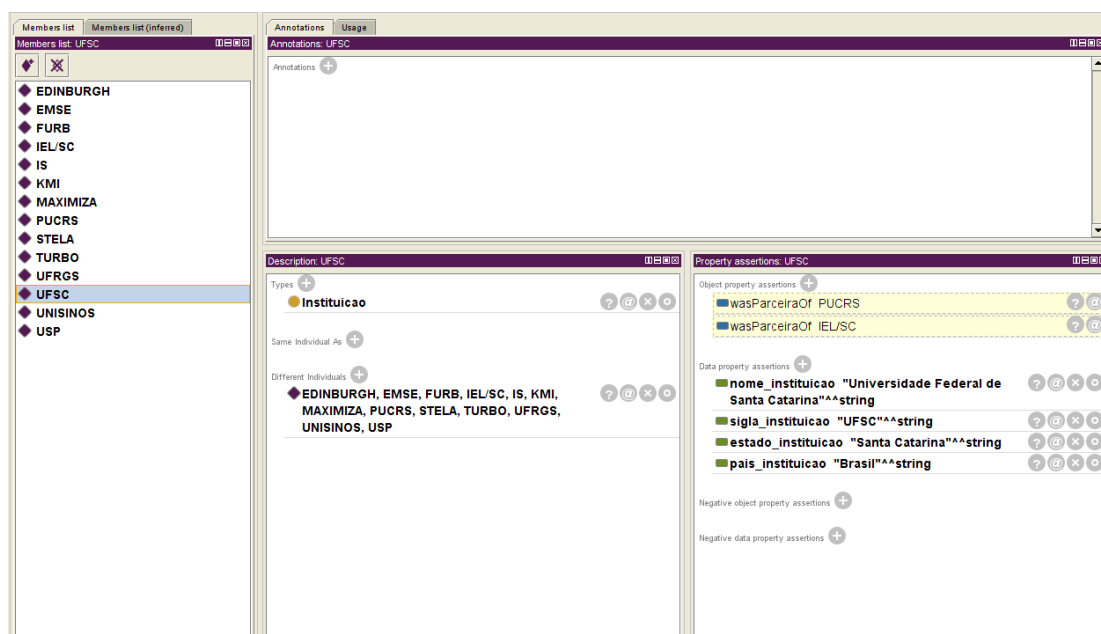 Members list
Members list (inferred)
Members list: UFSC
EDINBURGH
EMSE
FURB
IEL/SC
IS
KMI
MAXIMIZA
PUCRS
STELA
TURBO
UFRGS
UFSC
UNISINOS
USP
Annotations
Usage
Annotations: UFSC
Annotations
Description: UFSC
Types
Instituicao
Same Individual As
Different Individuals
EDINBURGH, EMSE, FURB, IEL/SC, IS, KMI,
MAXIMIZA, PUCRS, STELA, TURBO, UFRGS,
UNISINOS, USP
Property assertions: UFSC
Object property assertions
wasParceiraOf PUCRS
wasParceiraOf IEL/SC
Data property assertions
nome_instituicao "Universidade Federal de
Santa Catarina"^^string
sigla_instituicao "UFSC"^^string
estado_instituicao "Santa Catarina"^^string
pais_instituicao "Brasil"^^string
Negative object property assertions
Negative data property assertions